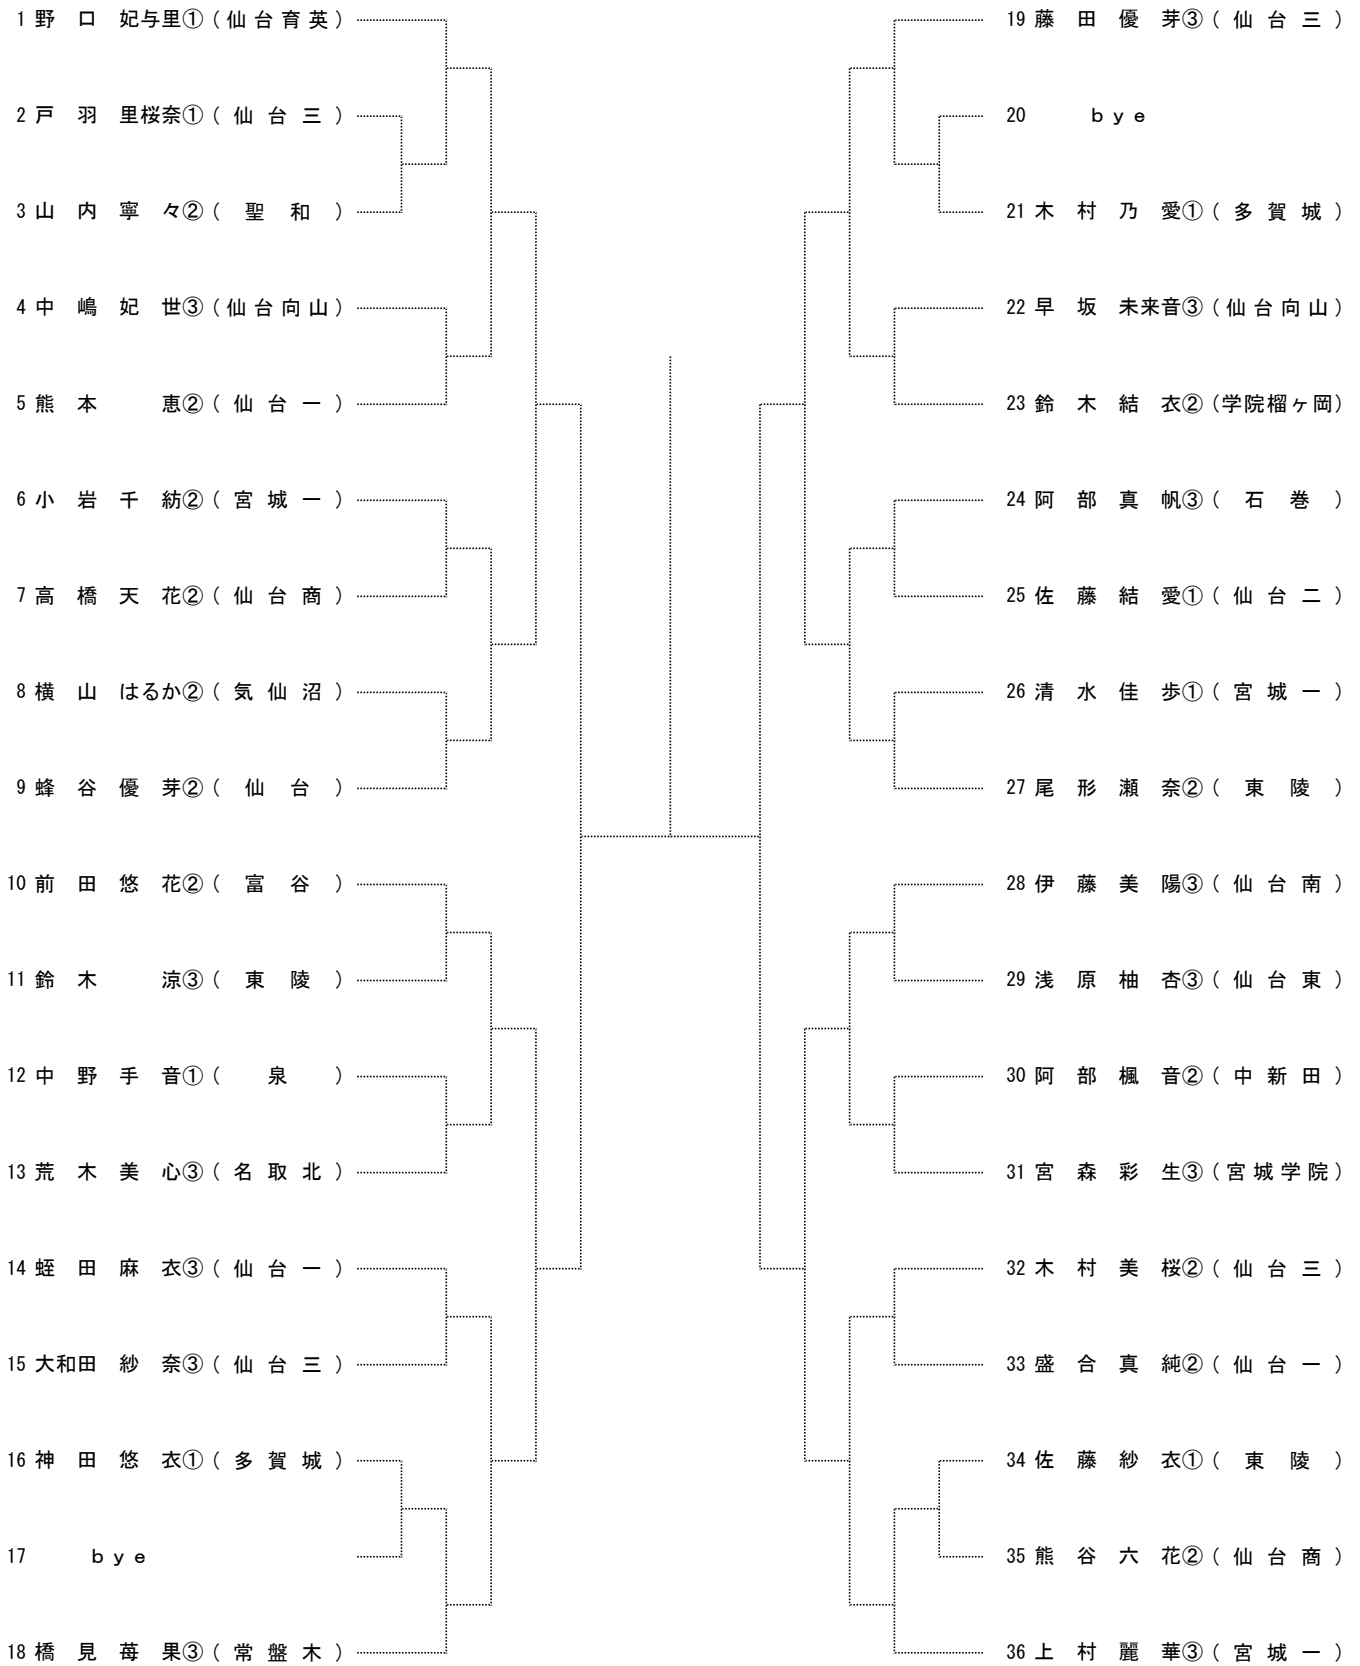 1 野口 妃与里①(仙台育英)
2 戸羽 里桜奈①(仙台三)
3 山内寧々②(聖和)
4 中嶋妃世③(仙台向山)
5 熊本 恵②(仙台一)
6 小岩千紡②(宮城一)
7 高橋天花②(仙台商)
8 横山 はるか②(気仙沼)
9 蜂谷優芽②(仙台)
10 前田悠花②(富谷)
11 鈴木 涼③(東陵)
12 中野手音①(泉)
13 荒木美心③(名取北)
14 蛭田麻衣③(仙台一)
15 大和田 紗奈③(仙台三)
16 神田悠衣①(多賀城)
17 bye
18 橋見苺果③(常盤木)
19 藤田優芽③(仙台三)
20 bye
21 木村乃愛①(多賀城)
22 早坂 未来音③(仙台向山)
23 鈴木結衣②(学院榴ヶ岡)
24 阿部真帆③(石巻)
25 佐藤結愛①(仙台二)
26 清水佳歩①(宮城一)
27 尾形瀬奈②(東陵)
28 伊藤美陽③(仙台南)
29 浅原柚杏③(仙台東)
30 阿部楓音②(中新田)
31 宮森彩生③(宮城学院)
32 木村美桜②(仙台三)
33 盛合真純②(仙台一)
34 佐藤紗衣①(東陵)
35 熊谷六花②(仙台商)
36 上村麗華③(宮城一)